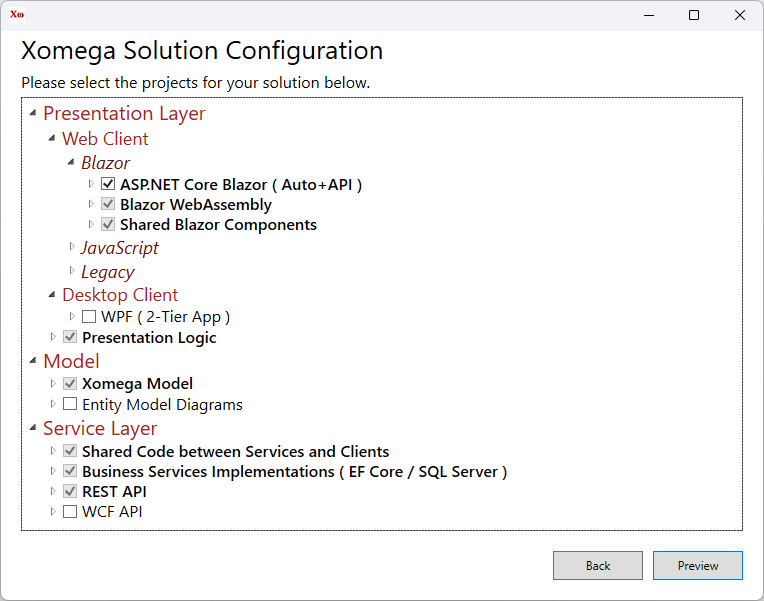 Xω
Xomega Solution Configuration
Please select the projects for your solution below.
Presentation Layer
Web Client
Blazor
ASP.NET Core Blazor ( Auto+API )
Blazor WebAssembly
Shared Blazor Components
JavaScript
Legacy
Desktop Client
WPF ( 2-Tier App )
Presentation Logic
Model
Xomega Model
Entity Model Diagrams
Service Layer
Shared Code between Services and Clients
Business Services Implementations ( EF Core / SQL Server )
REST API
WCF API
Back Preview